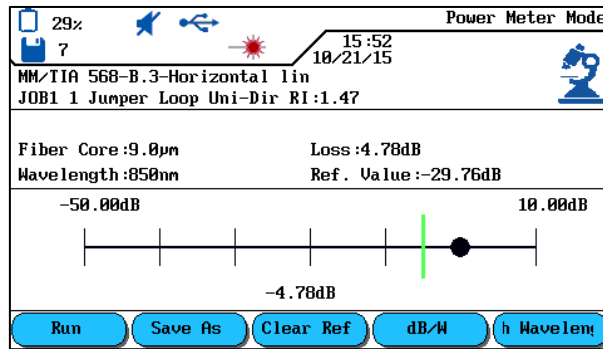 29% Power Meter Mode
7 15:52
10/21/15
MM/TIA 568-B.3-Horizontal lin
JOB1 1 Jumper Loop Uni-Dir RI:1.47
Fiber Core:9.0µm Loss:4.78dB
Wavelength:850nm Ref. Value:-29.76dB
-50.00dB 10.00dB
-4.78dB
Run Save As Clear Ref dB/W h Waveleng